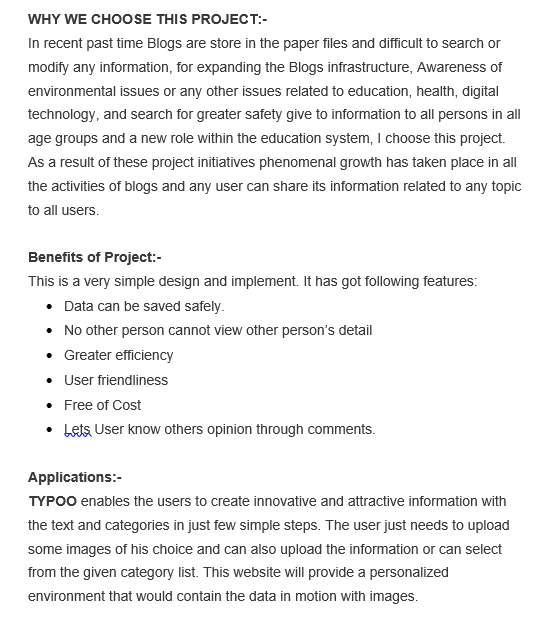 WHY WE CHOOSE THIS PROJECT:-
In recent past time Blogs are store in the paper files and difficult to search or
modify any information, for expanding the Blogs infrastructure, Awareness of
environmental issues or any other issues related to education, health, digital
technology, and search for greater safety give to information to all persons in all
age groups and a new role within the education system, I choose this project.
As a result of these project initiatives phenomenal growth has taken place in all
the activities of blogs and any user can share its information related to any topic
to all users.
Benefits of Project:-
This is a very simple design and implement. It has got following features:
• Data can be saved safely.
• No other person cannot view other person’s detail
• Greater efficiency
• User friendliness
• Free of Cost
• Lets User know others opinion through comments.
Applications:-
TYPOO enables the users to create innovative and attractive information with
the text and categories in just few simple steps. The user just needs to upload
some images of his choice and can also upload the information or can select
from the given category list. This website will provide a personalized
environment that would contain the data in motion with images.